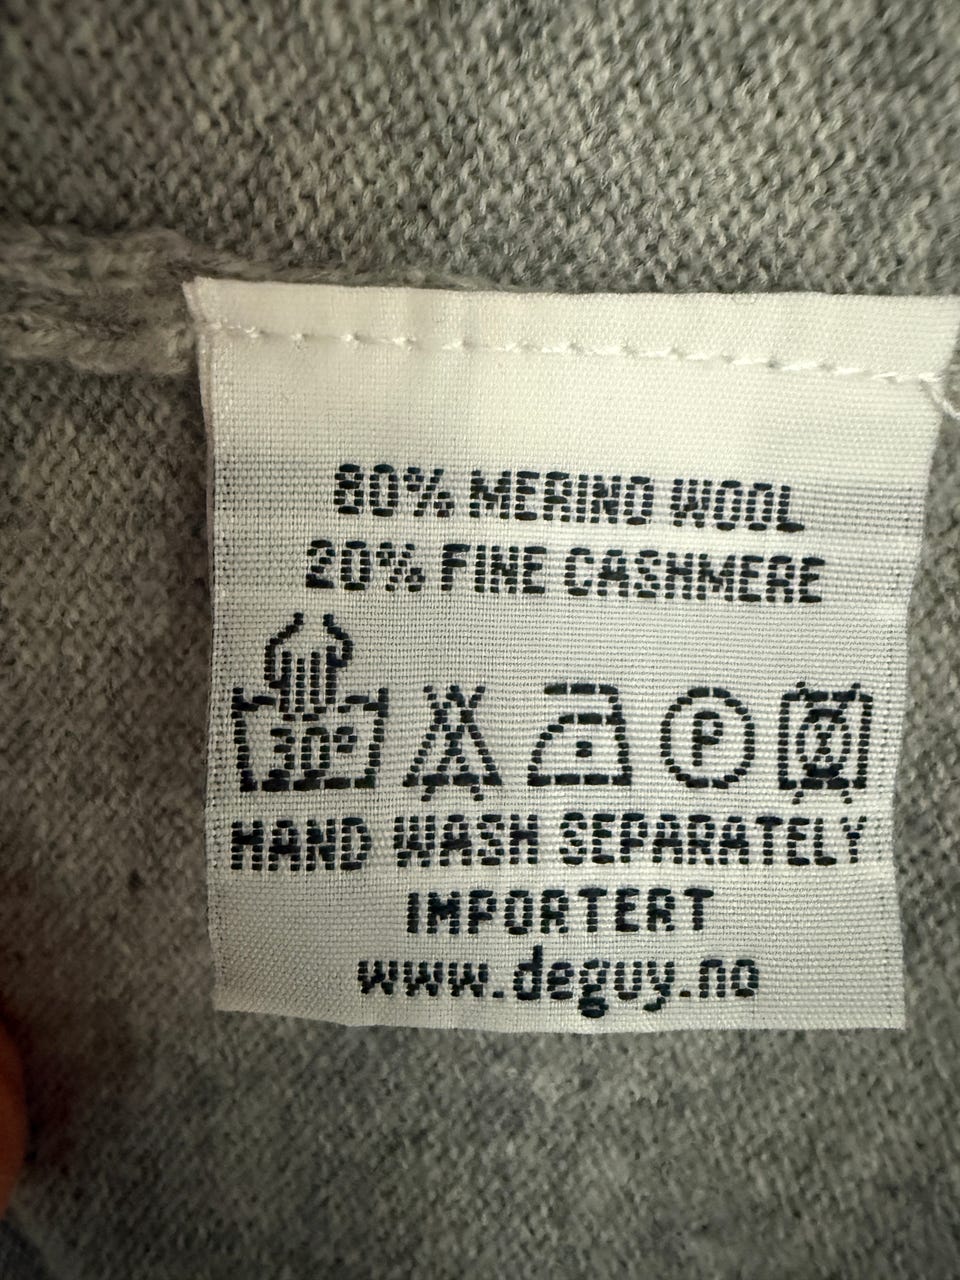 80% MERINO WOOL
20% FINE CASHMERE
30° P
HAND WASH SEPARATELY
IMPORTERT
www.deguy.no